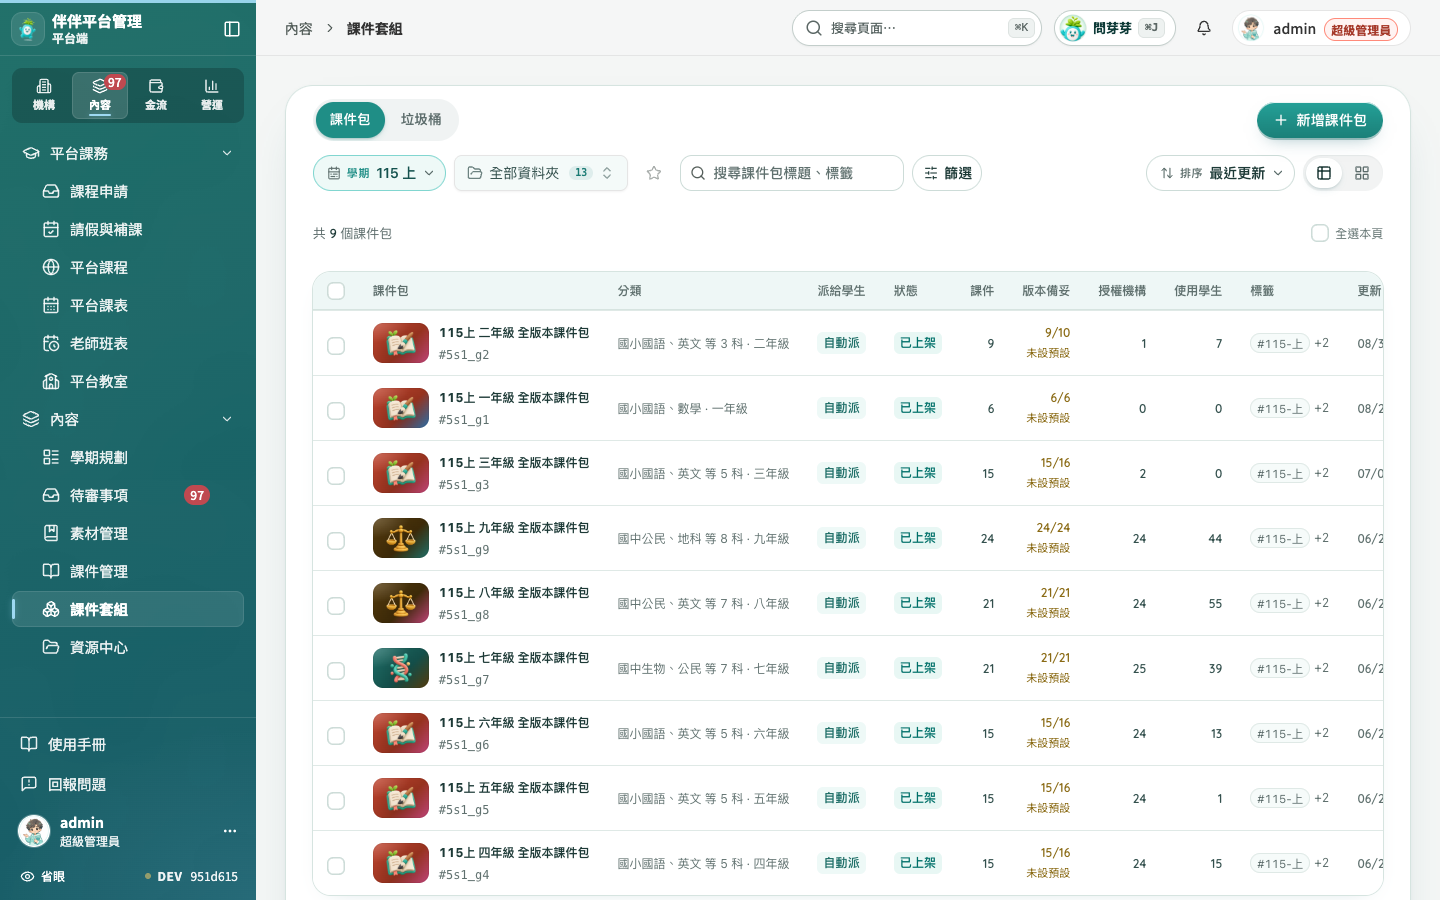 伴伴平台管理
平台端
機構
97
內容
金流
營運
平台課務
課程申請
請假與補課
平台課程
平台課表
老師班表
平台教室
內容
學期規劃
待審事項
97
素材管理
課件管理
課件套組
資源中心
使用手冊
回報問題
admin
超級管理員
省眼
DEV 951d615
內容 > 課件套組
搜尋頁面… ⌘K
問芽芽 ⌘J
admin 超級管理員
課件包 垃圾桶
+ 新增課件包
學期 115 上
全部資料夾 13
搜尋課件包標題、標籤
篩選
排序 最近更新
共 9 個課件包
全選本頁
課件包 分類 派給學生 狀態 課件 版本備妥 授權機構 使用學生 標籤 更新
115上 二年級 全版本課件包
#5s1_g2
國小國語、英文 等 3 科 · 二年級 自動派 已上架 9 9/10 未設預設 1 7 #115-上 +2 08/3
115上 一年級 全版本課件包
#5s1_g1
國小國語、數學 · 一年級 自動派 已上架 6 6/6 未設預設 0 0 #115-上 +2 08/2
115上 三年級 全版本課件包
#5s1_g3
國小國語、英文 等 5 科 · 三年級 自動派 已上架 15 15/16 未設預設 2 0 #115-上 +2 07/0
115上 九年級 全版本課件包
#5s1_g9
國中公民、地科 等 8 科 · 九年級 自動派 已上架 24 24/24 未設預設 24 44 #115-上 +2 06/2
115上 八年級 全版本課件包
#5s1_g8
國中公民、英文 等 7 科 · 八年級 自動派 已上架 21 21/21 未設預設 24 55 #115-上 +2 06/2
115上 七年級 全版本課件包
#5s1_g7
國中生物、公民 等 7 科 · 七年級 自動派 已上架 21 21/21 未設預設 25 39 #115-上 +2 06/2
115上 六年級 全版本課件包
#5s1_g6
國小國語、英文 等 5 科 · 六年級 自動派 已上架 15 15/16 未設預設 24 13 #115-上 +2 06/2
115上 五年級 全版本課件包
#5s1_g5
國小國語、英文 等 5 科 · 五年級 自動派 已上架 15 15/16 未設預設 24 1 #115-上 +2 06/2
115上 四年級 全版本課件包
#5s1_g4
國小國語、英文 等 5 科 · 四年級 自動派 已上架 15 15/16 未設預設 24 15 #115-上 +2 06/2